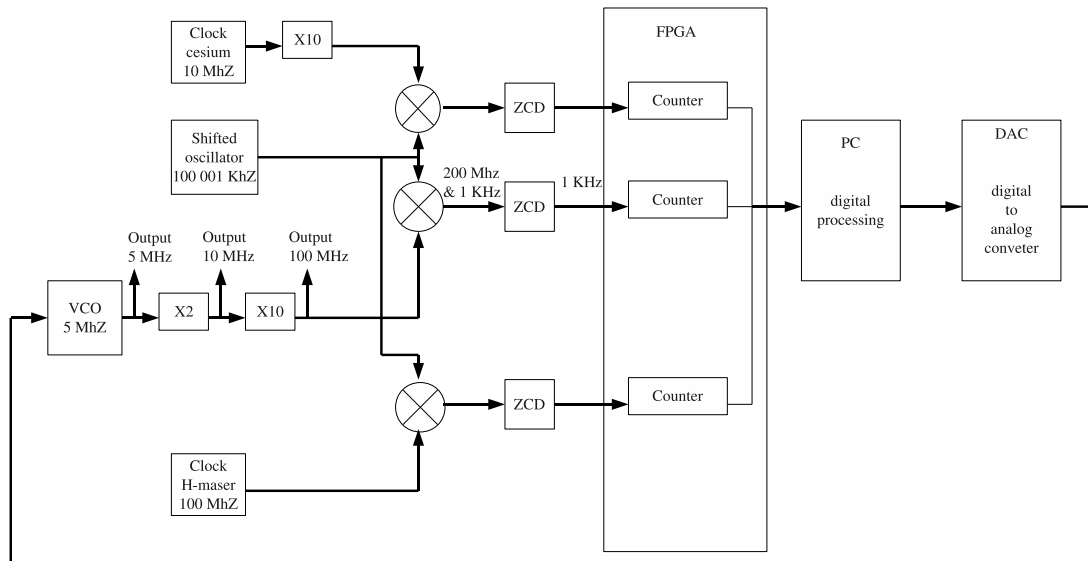 Clock
cesium
10 MhZ
X10
FPGA
ZCD
Counter
Shifted
oscillator
100 001 KhZ
200 Mhz
& 1 KHz
ZCD
1 KHz
Counter
PC
digital
processing
DAC
digital
to
analog
conveter
Output
5 MHz
Output
10 MHz
Output
100 MHz
VCO
5 MhZ
X2
X10
ZCD
Counter
Clock
H-maser
100 MhZ